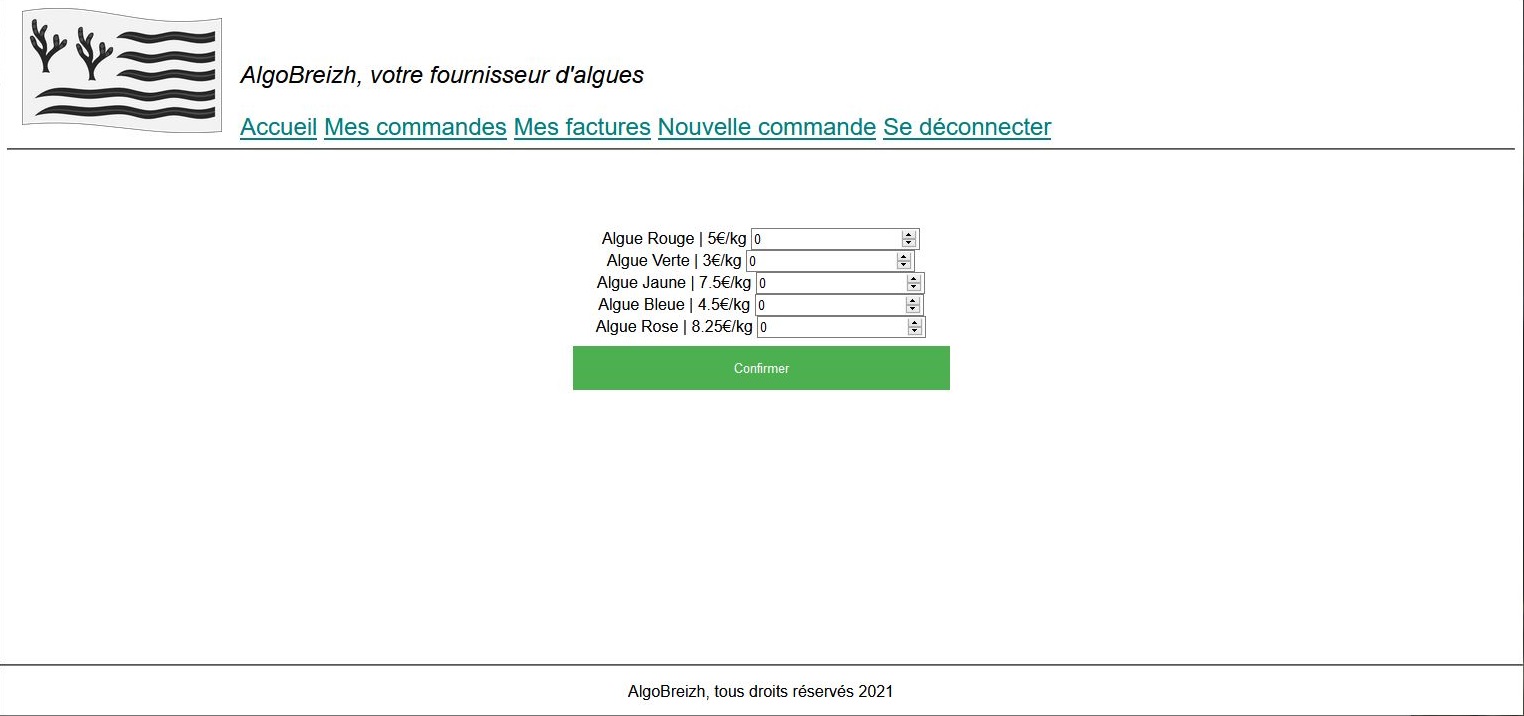 AlgoBreizh, votre fournisseur d'algues
Accueil Mes commandes Mes factures Nouvelle commande Se déconnecter
Algue Rouge | 5€/kg 0
Algue Verte | 3€/kg 0
Algue Jaune | 7.5€/kg 0
Algue Bleue | 4.5€/kg 0
Algue Rose | 8.25€/kg 0
Confirmer
AlgoBreizh, tous droits réservés 2021